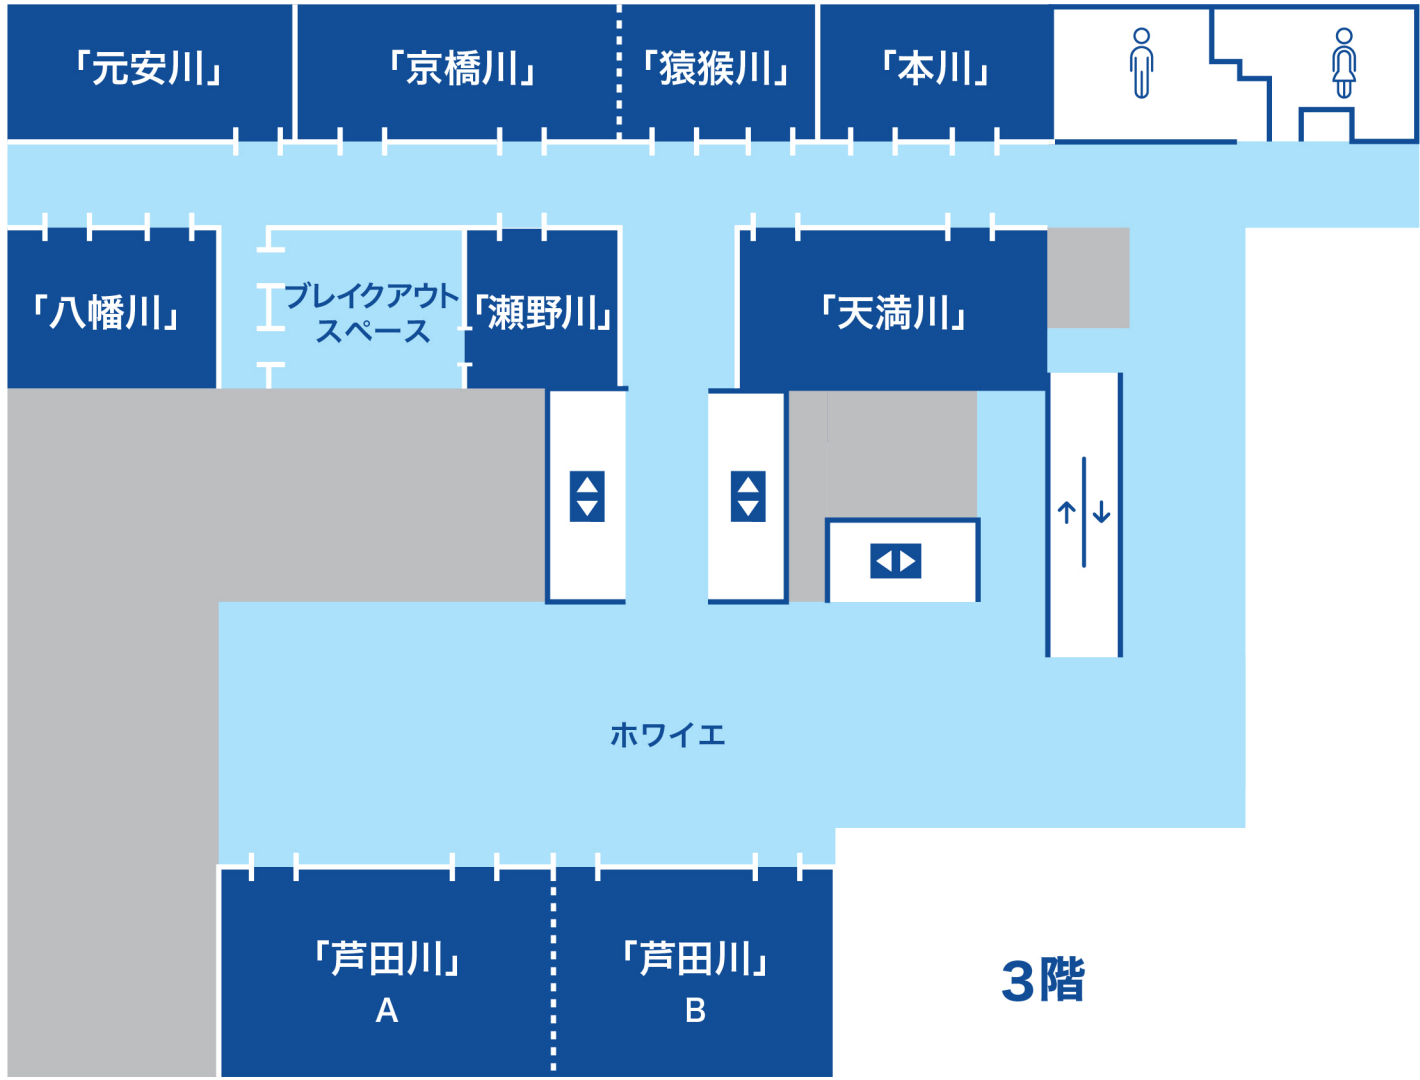 「元安川」
「京橋川」
「猿猴川」
「本川」
「八幡川」
ブレイクアウト
スペース
「瀬野川」
「天満川」
ホワイエ
「芦田川」
A
「芦田川」
B
3階